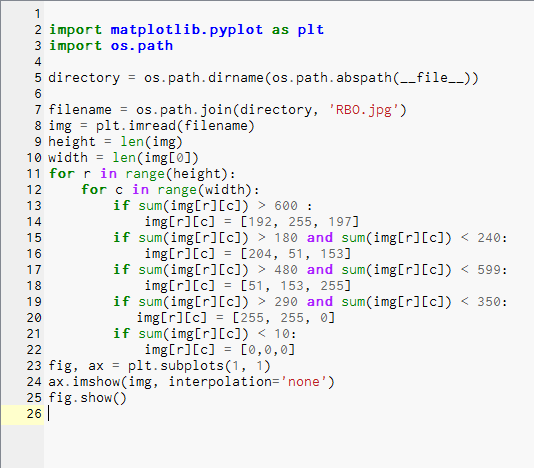 1
2 import matplotlib.pyplot as plt
3 import os.path
4
5 directory = os.path.dirname(os.path.abspath(__file__))
6
7 filename = os.path.join(directory, 'RBO.jpg')
8 img = plt.imread(filename)
9 height = len(img)
10 width = len(img[0])
11 for r in range(height):
12     for c in range(width):
13         if sum(img[r][c]) > 600 :
14             img[r][c] = [192, 255, 197]
15         if sum(img[r][c]) > 180 and sum(img[r][c]) < 240:
16             img[r][c] = [204, 51, 153]
17         if sum(img[r][c]) > 480 and sum(img[r][c]) < 599:
18             img[r][c] = [51, 153, 255]
19         if sum(img[r][c]) > 290 and sum(img[r][c]) < 350:
20            img[r][c] = [255, 255, 0]
21         if sum(img[r][c]) < 10:
22             img[r][c] = [0,0,0]
23 fig, ax = plt.subplots(1, 1)
24 ax.imshow(img, interpolation='none')
25 fig.show()
26